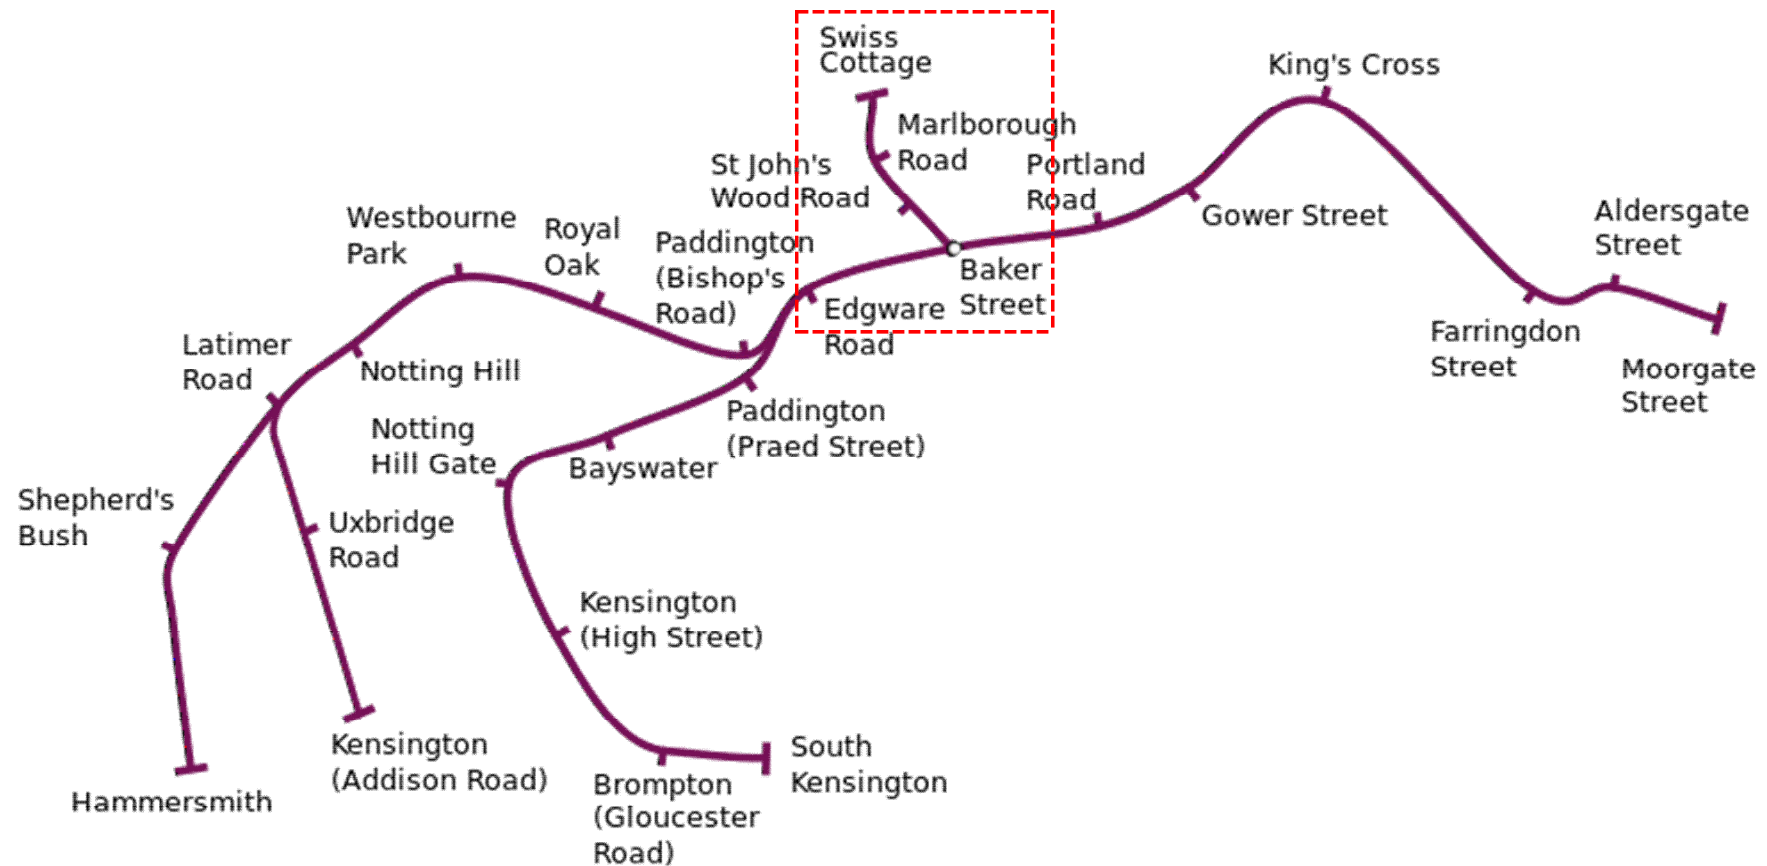 Swiss
Cottage
King's Cross
Marlborough
Road
St John's
Wood Road
Portland
Road
Westbourne
Park
Royal
Oak
Paddington
(Bishop's
Road)
Gower Street
Aldersgate
Street
Baker
Street
Edgware
Road
Latimer
Road
Notting Hill
Farringdon
Street
Moorgate
Street
Paddington
(Praed Street)
Notting
Hill Gate
Bayswater
Shepherd's
Bush
Uxbridge
Road
Kensington
(High Street)
Kensington
(Addison Road)
South
Kensington
Hammersmith
Brompton
(Gloucester
Road)